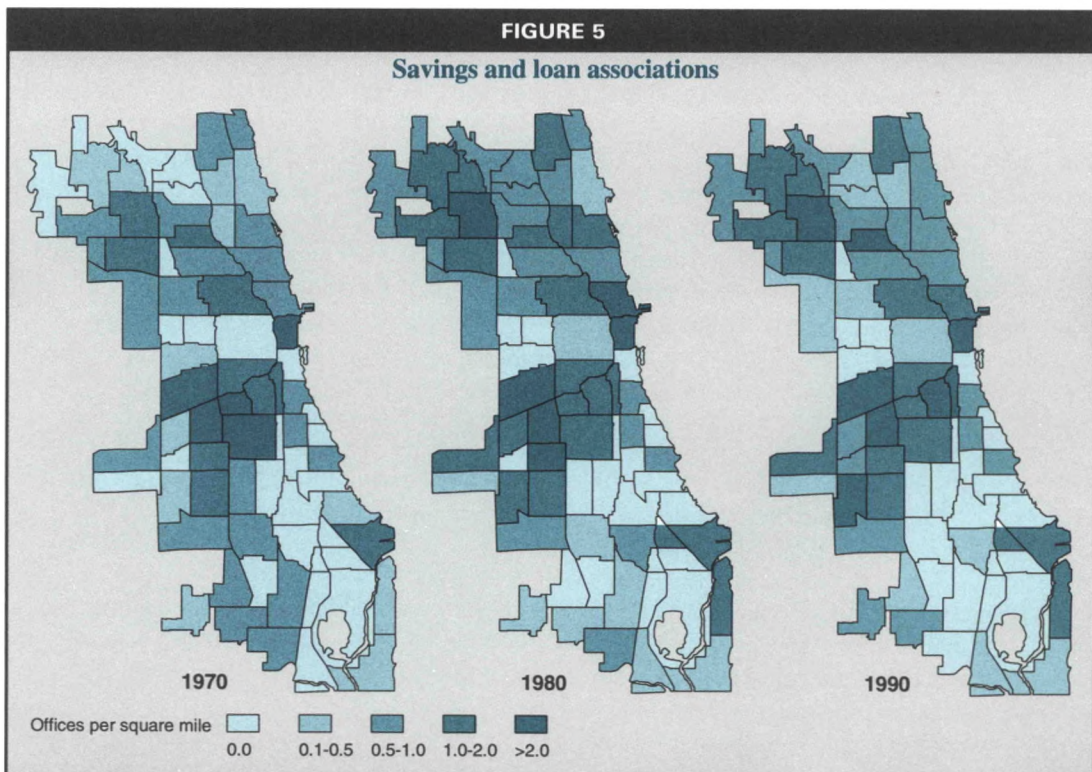 FIGURE 5
Savings and loan associations
1970 1980 1990
Offices per square mile
0.0 0.1-0.5 0.5-1.0 1.0-2.0 >2.0